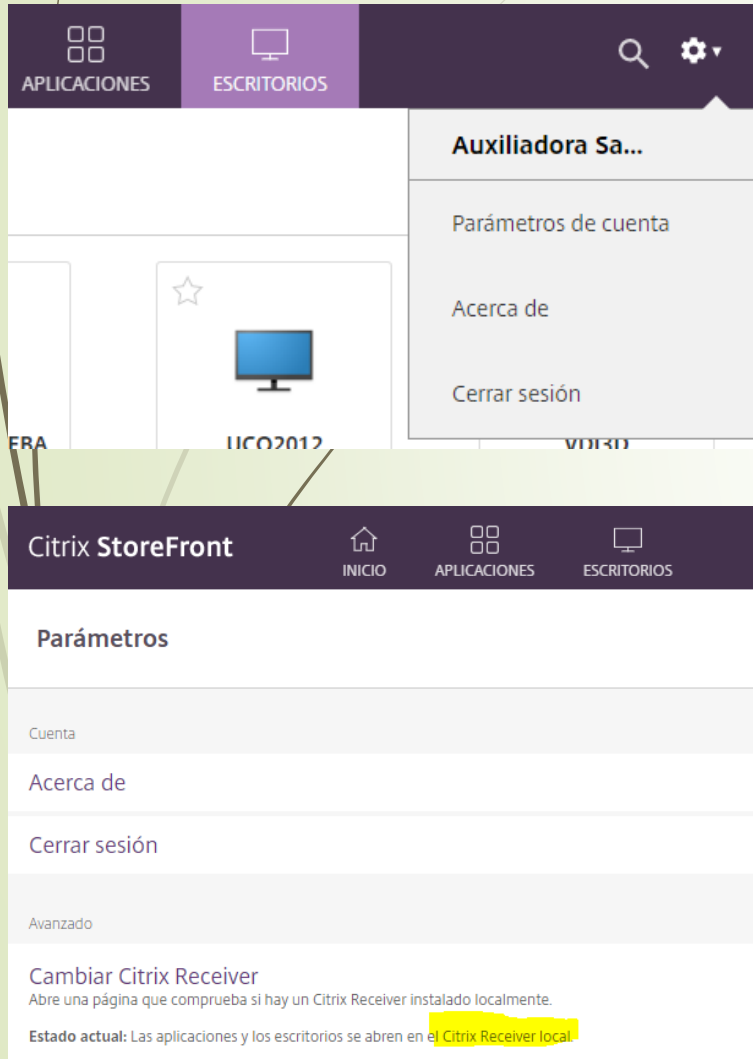 APLICACIONES
ESCRITORIOS
Auxiliadora Sa...
Parámetros de cuenta
Acerca de
Cerrar sesión
UCO2012
VDI3D
Citrix StoreFront
INICIO
APLICACIONES
ESCRITORIOS
Parámetros
Cuenta
Acerca de
Cerrar sesión
Avanzado
Cambiar Citrix Receiver
Abre una página que comprueba si hay un Citrix Receiver instalado localmente.
Estado actual: Las aplicaciones y los escritorios se abren en el Citrix Receiver local.